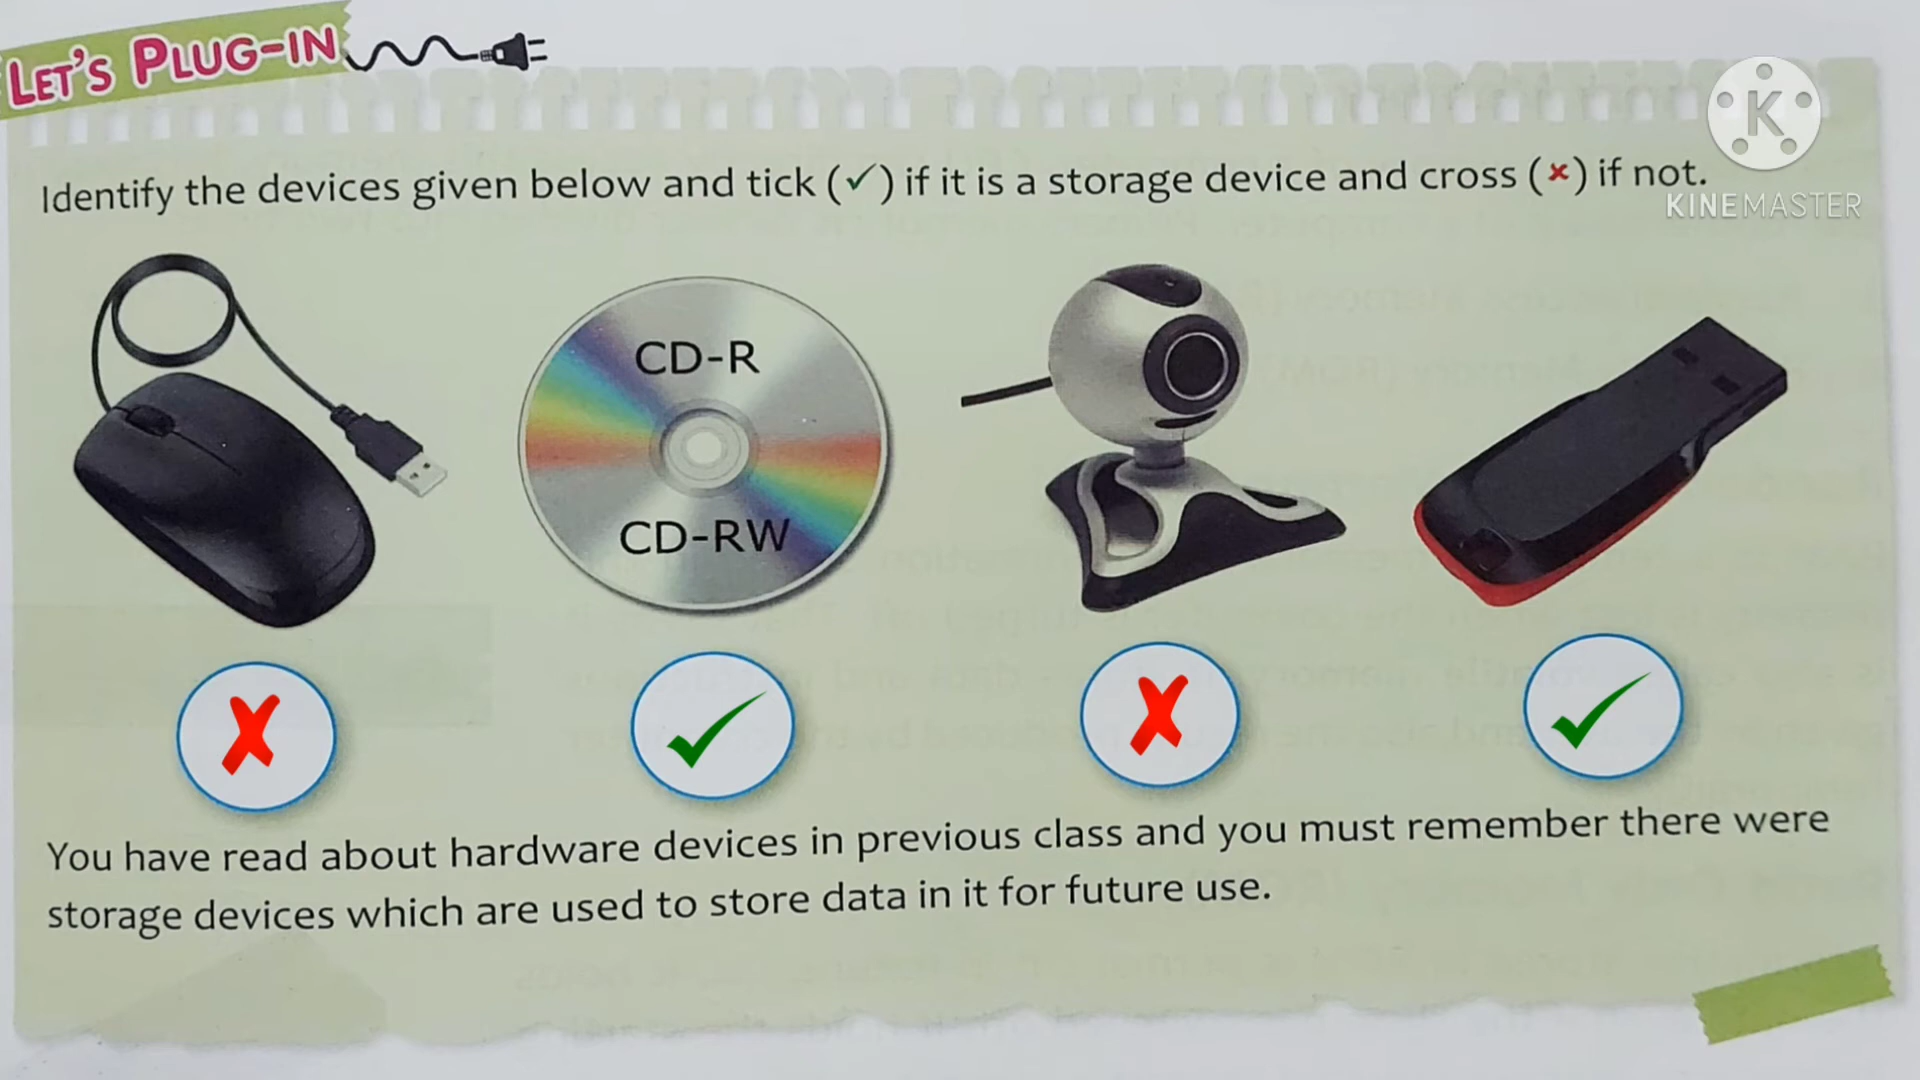 LET'S PLUG-IN
K
KINEMASTER
Identify the devices given below and tick (✓) if it is a storage device and cross (✗) if not.
CD-R
CD-RW
You have read about hardware devices in previous class and you must remember there were
storage devices which are used to store data in it for future use.